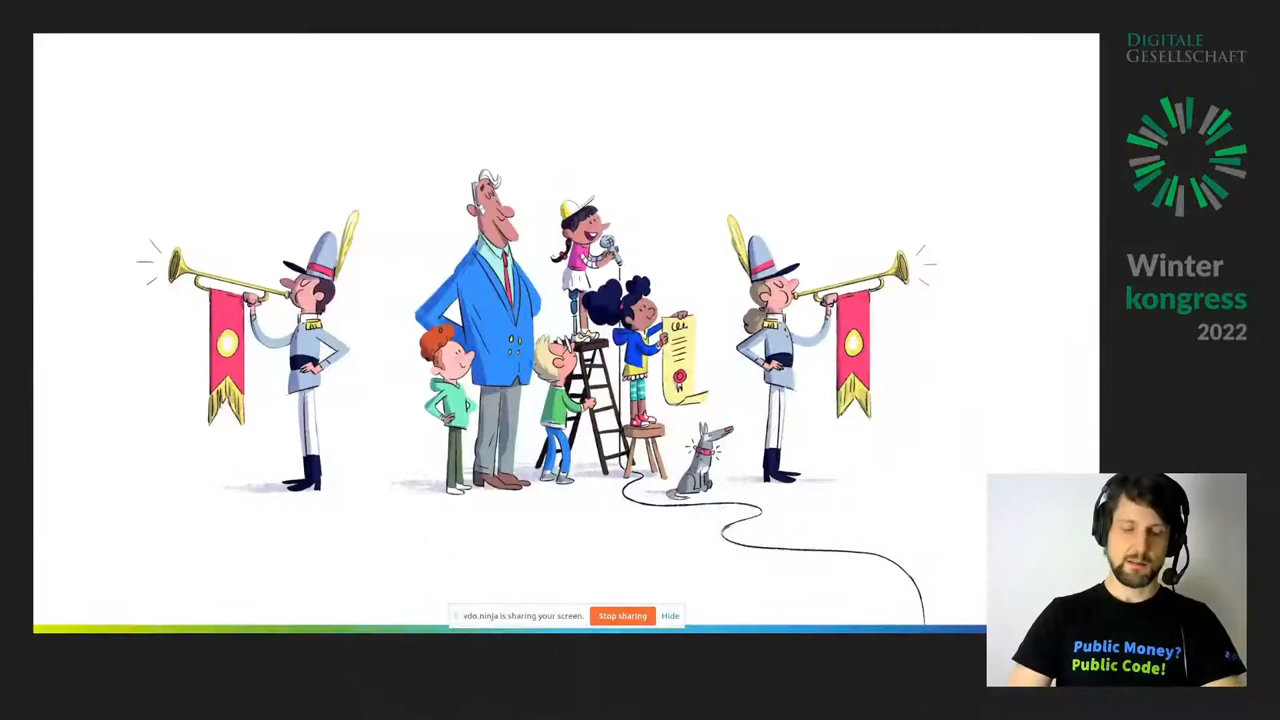 DIGITALE
GESELLSCHAFT
Winter
kongress
2022
vdo.ninja is sharing your screen. Stop sharing Hide
Public Money?
Public Code!